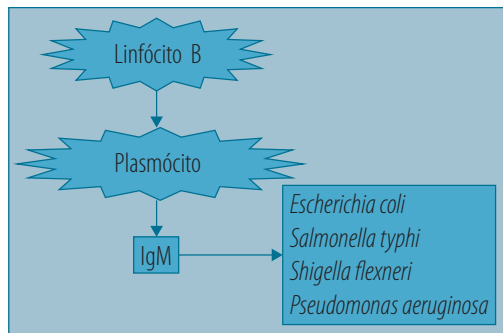 Linfócito B
Plasmócito
IgM
Escherichia coli
Salmonella typhi
Shigella flexneri
Pseudomonas aeruginosa